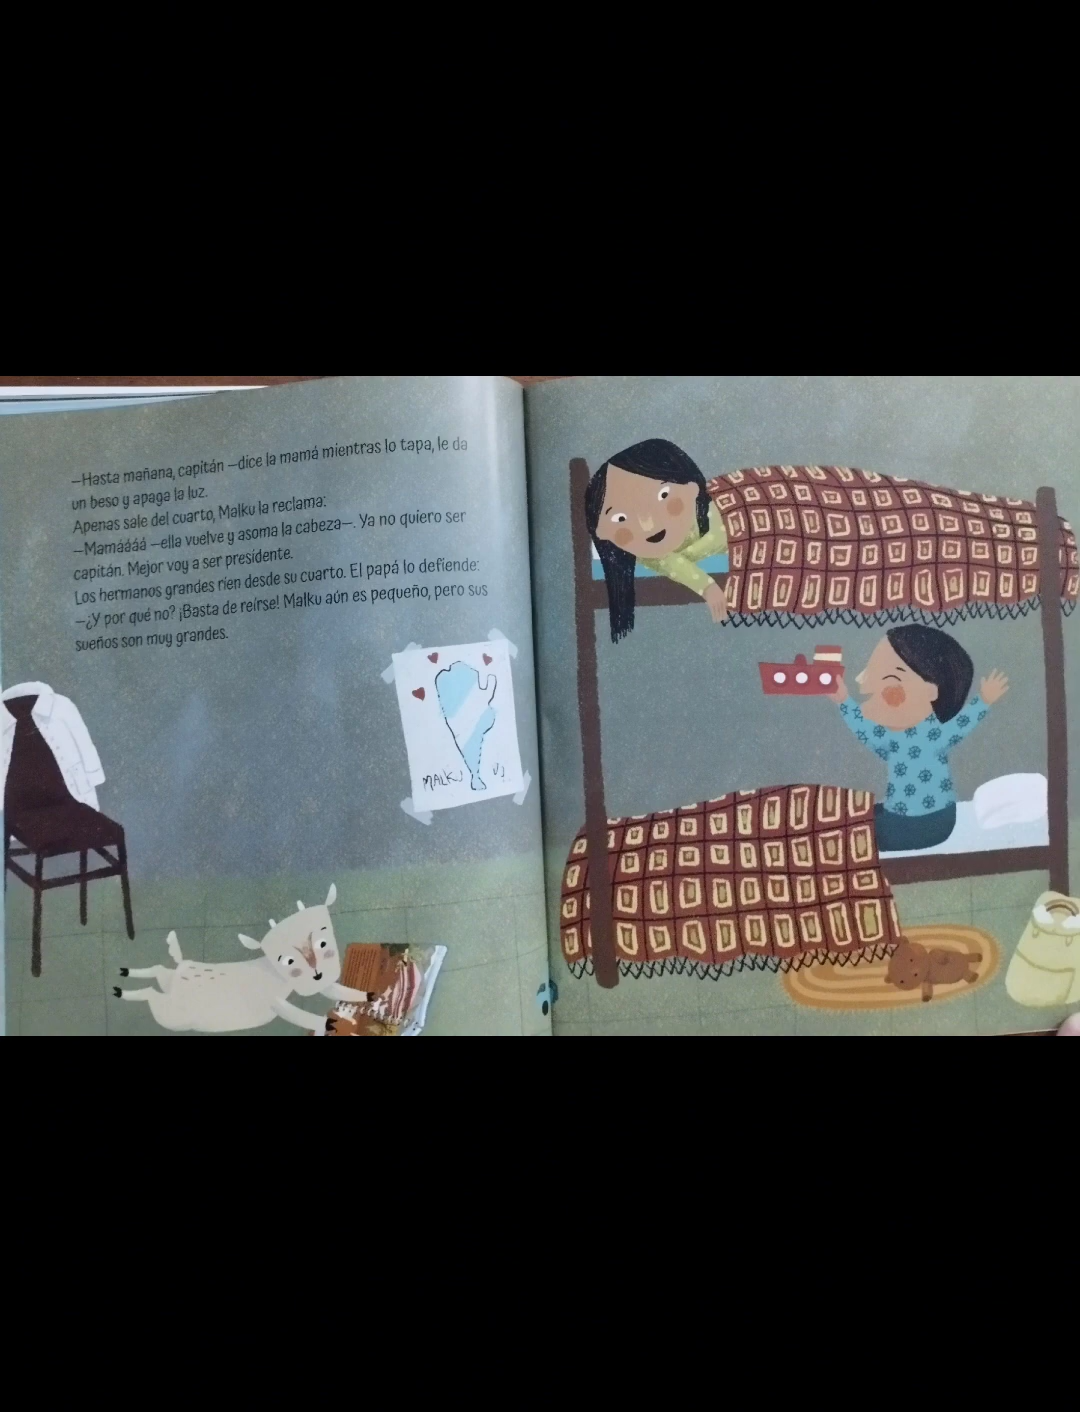 —Hasta mañana, capitán —dice la mamá mientras lo tapa, le da
un beso y apaga la luz.
Apenas sale del cuarto, Malku la reclama:
—Mamáááá —ella vuelve y asoma la cabeza—. Ya no quiero ser
capitán. Mejor voy a ser presidente.
Los hermanos grandes ríen desde su cuarto. El papá lo defiende:
—¿Y por qué no? ¡Basta de reírse! Malku aún es pequeño, pero sus
sueños son muy grandes.
MALKU